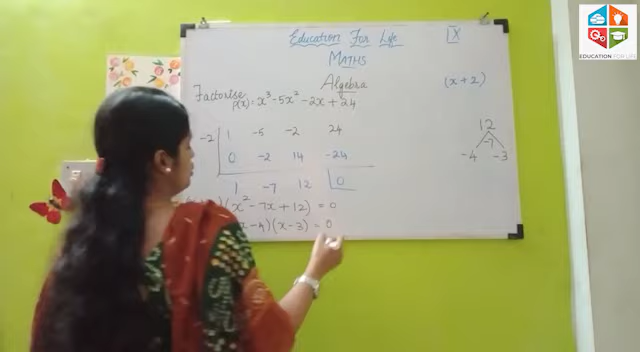 Education For Life IX
MATHS
Algebra
Factorise (x+2)
p(x) = x³ - 5x² - 2x + 24
-2 1 -5 -2 24
0 -2 14 -24
1 -7 12 0
(x² - 7x + 12) = 0
x - 4) (x - 3) = 0
12
-7
-4 -3
EDUCATION FOR LIFE